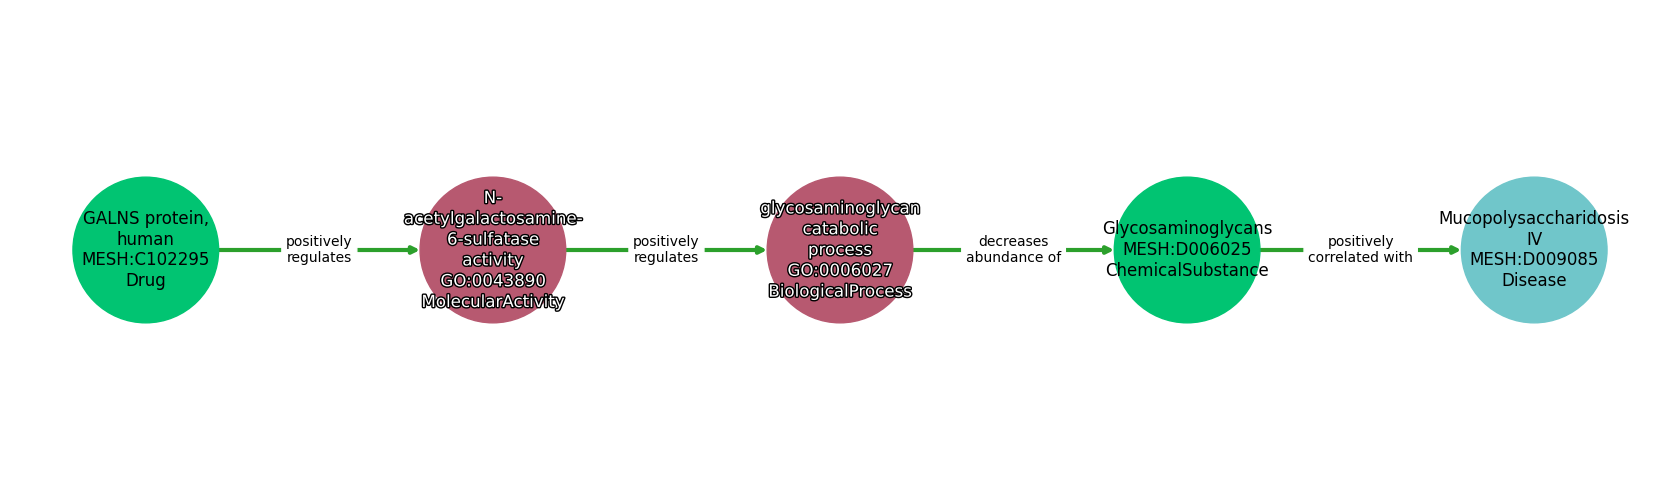 GALNS protein,
human
MESH:C102295
Drug
positively
regulates
N-
acetylgalactosamine-
6-sulfatase
activity
GO:0043890
MolecularActivity
positively
regulates
glycosaminoglycan
catabolic
process
GO:0006027
BiologicalProcess
decreases
abundance of
Glycosaminoglycans
MESH:D006025
ChemicalSubstance
positively
correlated with
Mucopolysaccharidosis
IV
MESH:D009085
Disease